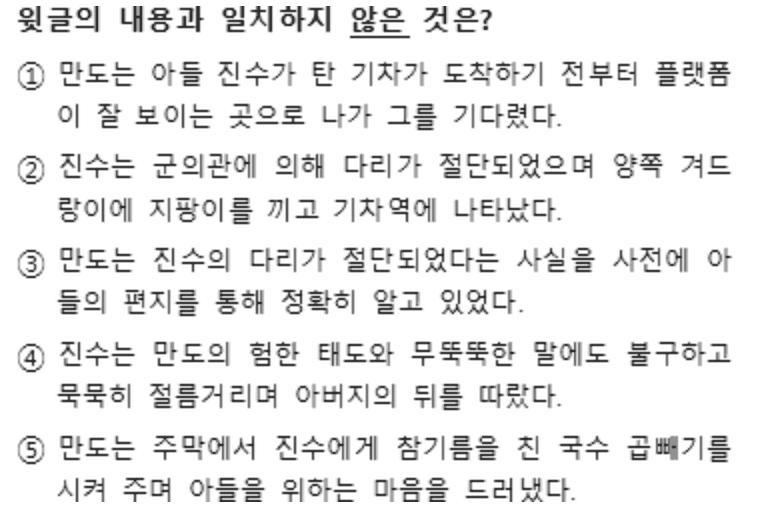 윗글의 내용과 일치하지 않은 것은?
① 만도는 아들 진수가 탄 기차가 도착하기 전부터 플랫폼
이 잘 보이는 곳으로 나가 그를 기다렸다.
② 진수는 군의관에 의해 다리가 절단되었으며 양쪽 겨드
랑이에 지팡이를 끼고 기차역에 나타났다.
③ 만도는 진수의 다리가 절단되었다는 사실을 사전에 아
들의 편지를 통해 정확히 알고 있었다.
④ 진수는 만도의 험한 태도와 무뚝뚝한 말에도 불구하고
묵묵히 절름거리며 아버지의 뒤를 따랐다.
⑤ 만도는 주막에서 진수에게 참기름을 친 국수 곱빼기를
시켜 주며 아들을 위하는 마음을 드러냈다.